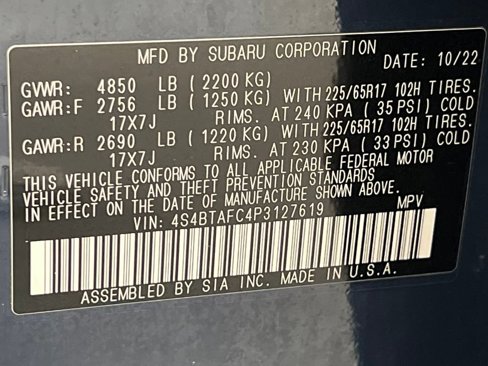 MFD BY SUBARU CORPORATION DATE: 10/22
GVWR: 4850 LB (2200 KG)
GAWR:F 2756 LB (1250 KG) WITH 225/65R17 102H TIRES.
17X7J RIMS. AT 240 KPA (35 PSI) COLD
GAWR:R 2690 LB (1220 KG) WITH 225/65R17 102H TIRES.
17X7J RIMS. AT 230 KPA (33 PSI) COLD
THIS VEHICLE CONFORMS TO ALL APPLICABLE FEDERAL MOTOR
VEHICLE SAFETY AND THEFT PREVENTION STANDARDS
IN EFFECT ON THE DATE OF MANUFACTURE SHOWN ABOVE.
VIN: 4S4BTAFC4P3127619 MPV
ASSEMBLED BY SIA INC. MADE IN U.S.A.